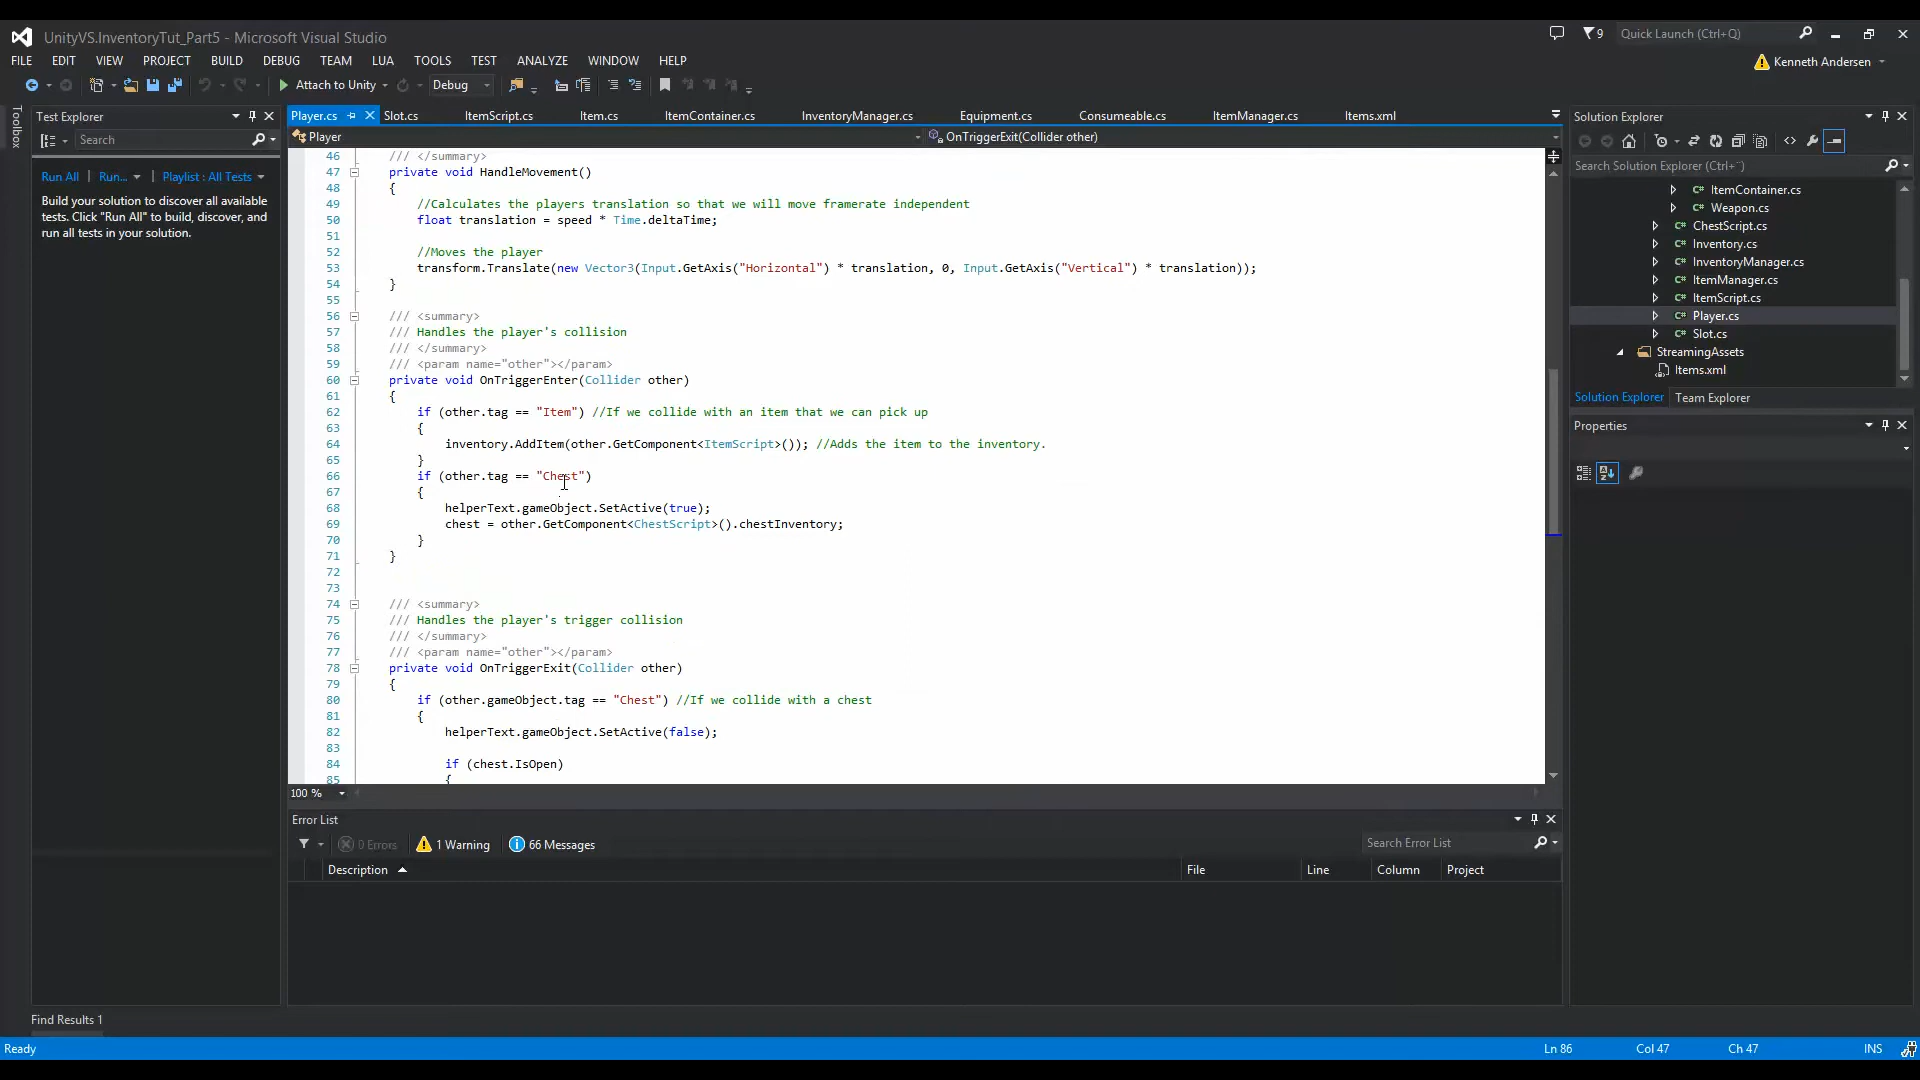 UnityVS.InventoryTut_Part5 - Microsoft Visual Studio
9
Quick Launch (Ctrl+Q)
FILE EDIT VIEW PROJECT BUILD DEBUG TEAM LUA TOOLS TEST ANALYZE WINDOW HELP
Kenneth Andersen
Attach to Unity Debug
Toolbox
Test Explorer
Search
Run All Run... Playlist : All Tests
Build your solution to discover all available
tests. Click "Run All" to build, discover, and
run all tests in your solution.
Player.cs Slot.cs ItemScript.cs Item.cs ItemContainer.cs InventoryManager.cs Equipment.cs Consumeable.cs ItemManager.cs Items.xml
Player OnTriggerExit(Collider other)
46 /// </summary>
47 private void HandleMovement()
48 {
49 //Calculates the players translation so that we will move framerate independent
50 float translation = speed * Time.deltaTime;
51
52 //Moves the player
53 transform.Translate(new Vector3(Input.GetAxis("Horizontal") * translation, 0, Input.GetAxis("Vertical") * translation));
54 }
55
56 /// <summary>
57 /// Handles the player's collision
58 /// </summary>
59 /// <param name="other"></param>
60 private void OnTriggerEnter(Collider other)
61 {
62 if (other.tag == "Item") //If we collide with an item that we can pick up
63 {
64 inventory.AddItem(other.GetComponent<ItemScript>()); //Adds the item to the inventory.
65 }
66 if (other.tag == "Chest")
67 {
68 helperText.gameObject.SetActive(true);
69 chest = other.GetComponent<ChestScript>().chestInventory;
70 }
71 }
72
73
74 /// <summary>
75 /// Handles the player's trigger collision
76 /// </summary>
77 /// <param name="other"></param>
78 private void OnTriggerExit(Collider other)
79 {
80 if (other.gameObject.tag == "Chest") //If we collide with a chest
81 {
82 helperText.gameObject.SetActive(false);
83
84 if (chest.IsOpen)
85 {
100 %
Solution Explorer
Search Solution Explorer (Ctrl+¨)
C# ItemContainer.cs
C# Weapon.cs
C# ChestScript.cs
C# Inventory.cs
C# InventoryManager.cs
C# ItemManager.cs
C# ItemScript.cs
C# Player.cs
C# Slot.cs
StreamingAssets
Items.xml
Solution Explorer Team Explorer
Properties
Error List
0 Errors 1 Warning 66 Messages
Search Error List
Description File Line Column Project
Find Results 1
Ready Ln 86 Col 47 Ch 47 INS